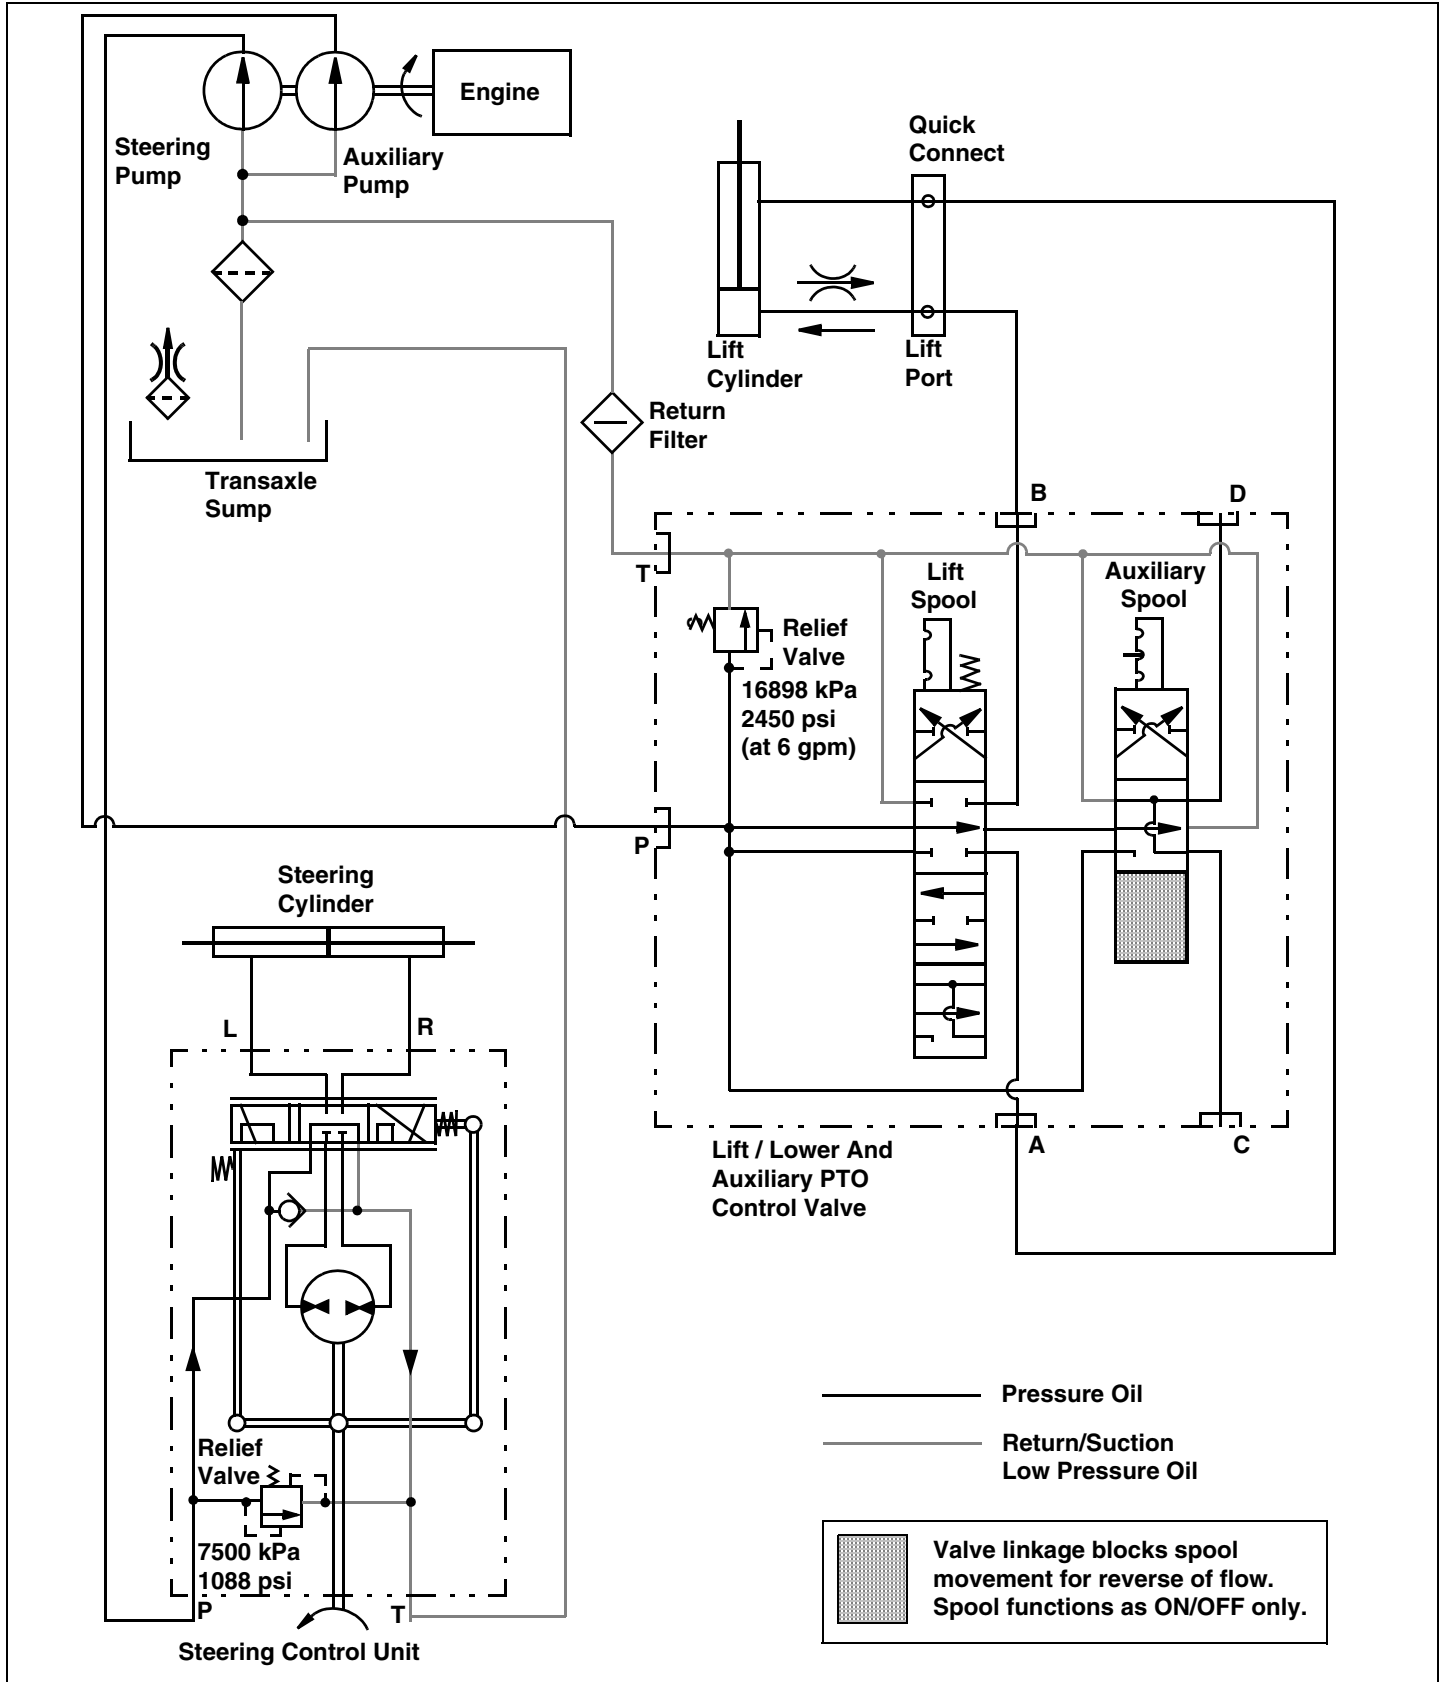 Engine
Steering
Pump
Auxiliary
Pump
Quick
Connect
Lift
Cylinder
Lift
Port
Return
Filter
Transaxle
Sump
B
D
T
Lift
Spool
Auxiliary
Spool
Relief
Valve
16898 kPa
2450 psi
(at 6 gpm)
P
Steering
Cylinder
L
R
A
C
Lift / Lower And
Auxiliary PTO
Control Valve
Relief
Valve
7500 kPa
1088 psi
P
T
Steering Control Unit
Pressure Oil
Return/Suction
Low Pressure Oil
Valve linkage blocks spool
movement for reverse of flow.
Spool functions as ON/OFF only.